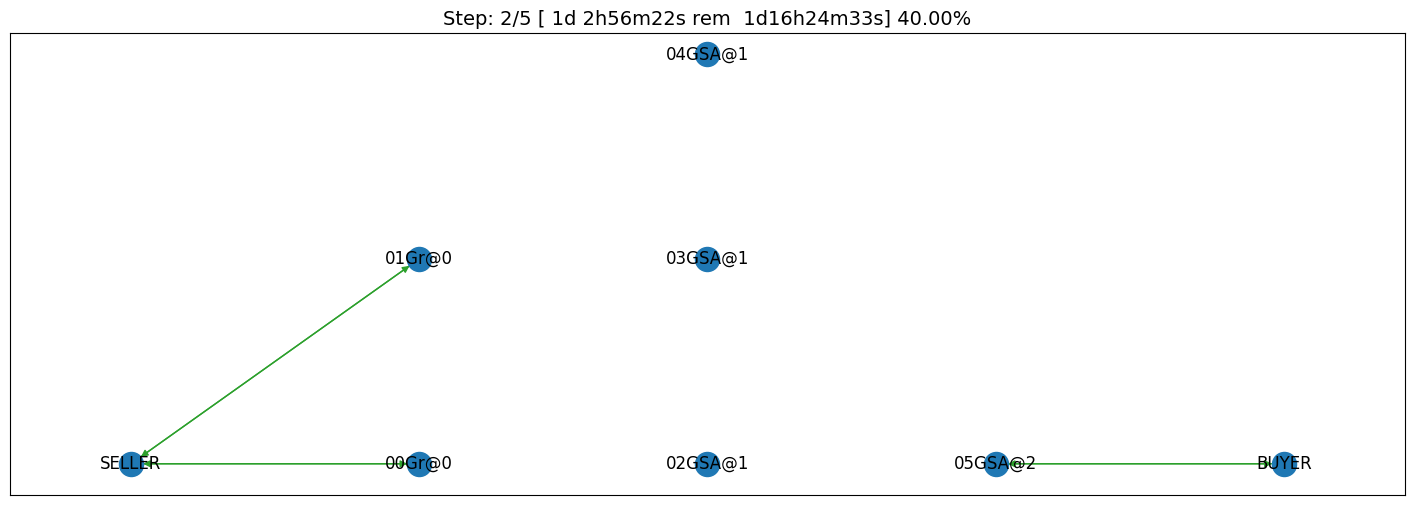 Step: 2/5 [ 1d 2h56m22s rem  1d16h24m33s] 40.00%
04GSA@1
01Gr@0
03GSA@1
SELLER
00Gr@0
02GSA@1
05GSA@2
BUYER